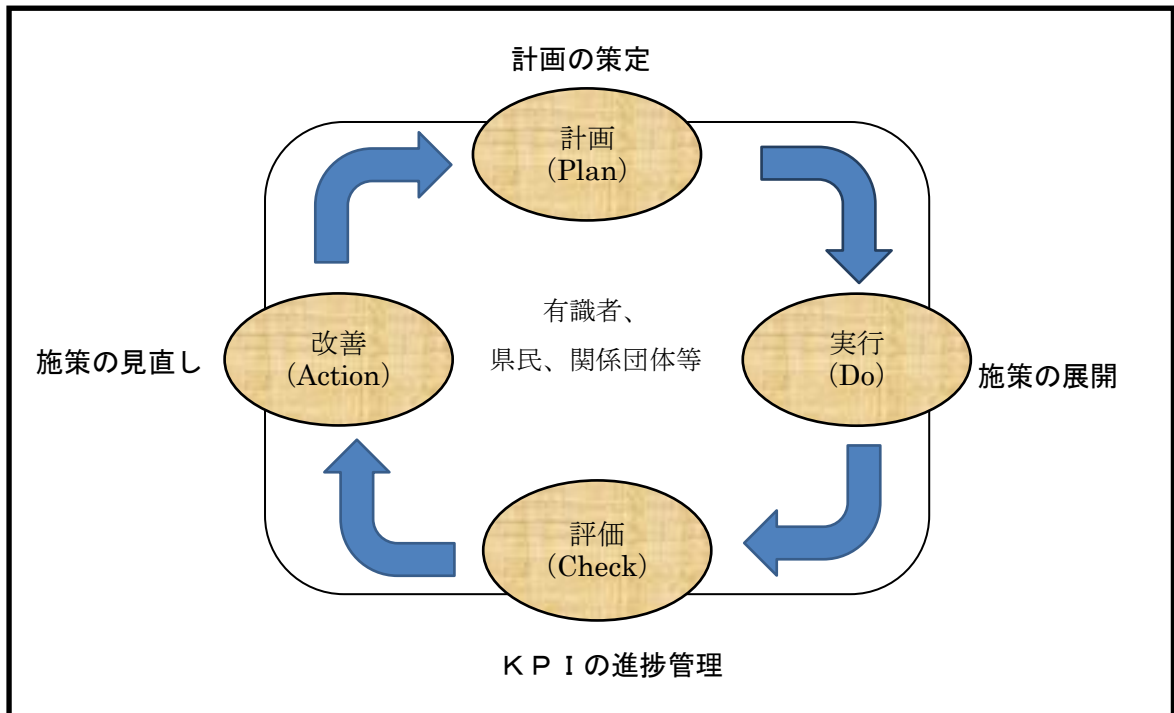 計画の策定
計画
(Plan)
有識者、
県民、関係団体等
改善
(Action)
施策の見直し
実行
(Do)
施策の展開
評価
(Check)
ＫＰＩの進捗管理